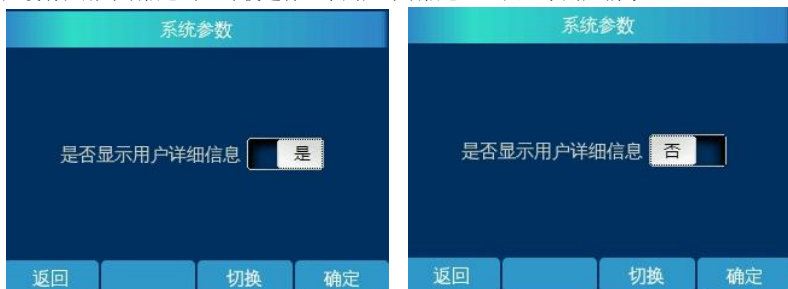 系统参数
是否显示用户详细信息 是
返回 切换 确定
系统参数
是否显示用户详细信息 否
返回 切换 确定